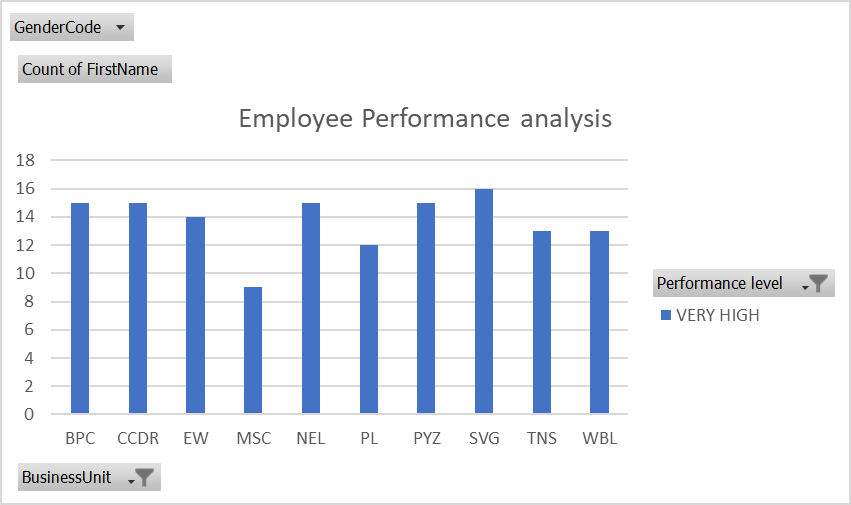 GenderCode
Count of FirstName
Employee Performance analysis
18
16
14
12
10
8
6
4
2
0
BPC CCDR EW MSC NEL PL PYZ SVG TNS WBL
Performance level
VERY HIGH
BusinessUnit